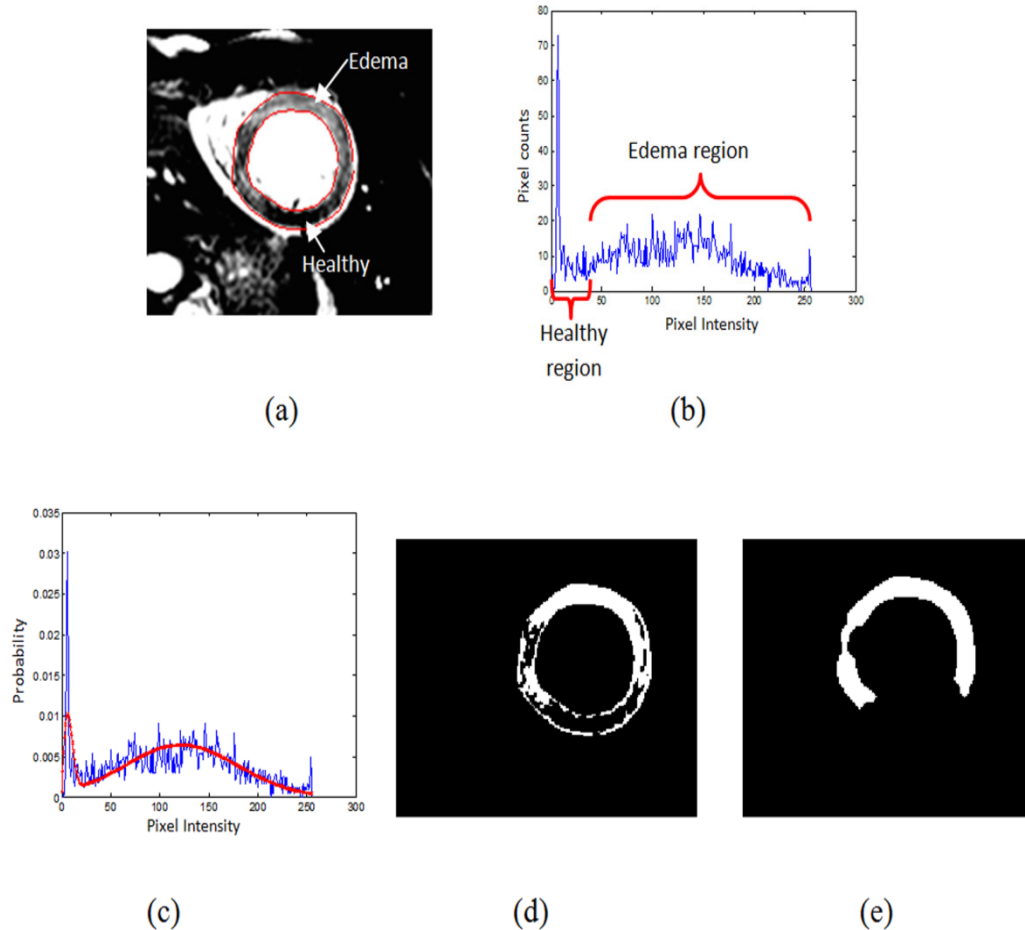 Edema
Healthy
(a)
80
70
60
50
40
30
20
10
0
Pixel counts
Edema region
0 50 100 150 200 250 300
Pixel Intensity
Healthy
region
(b)
0.035
0.03
0.025
0.02
0.015
0.01
0.005
0
Probability
0 50 100 150 200 250 300
Pixel Intensity
(c)
(d)
(e)